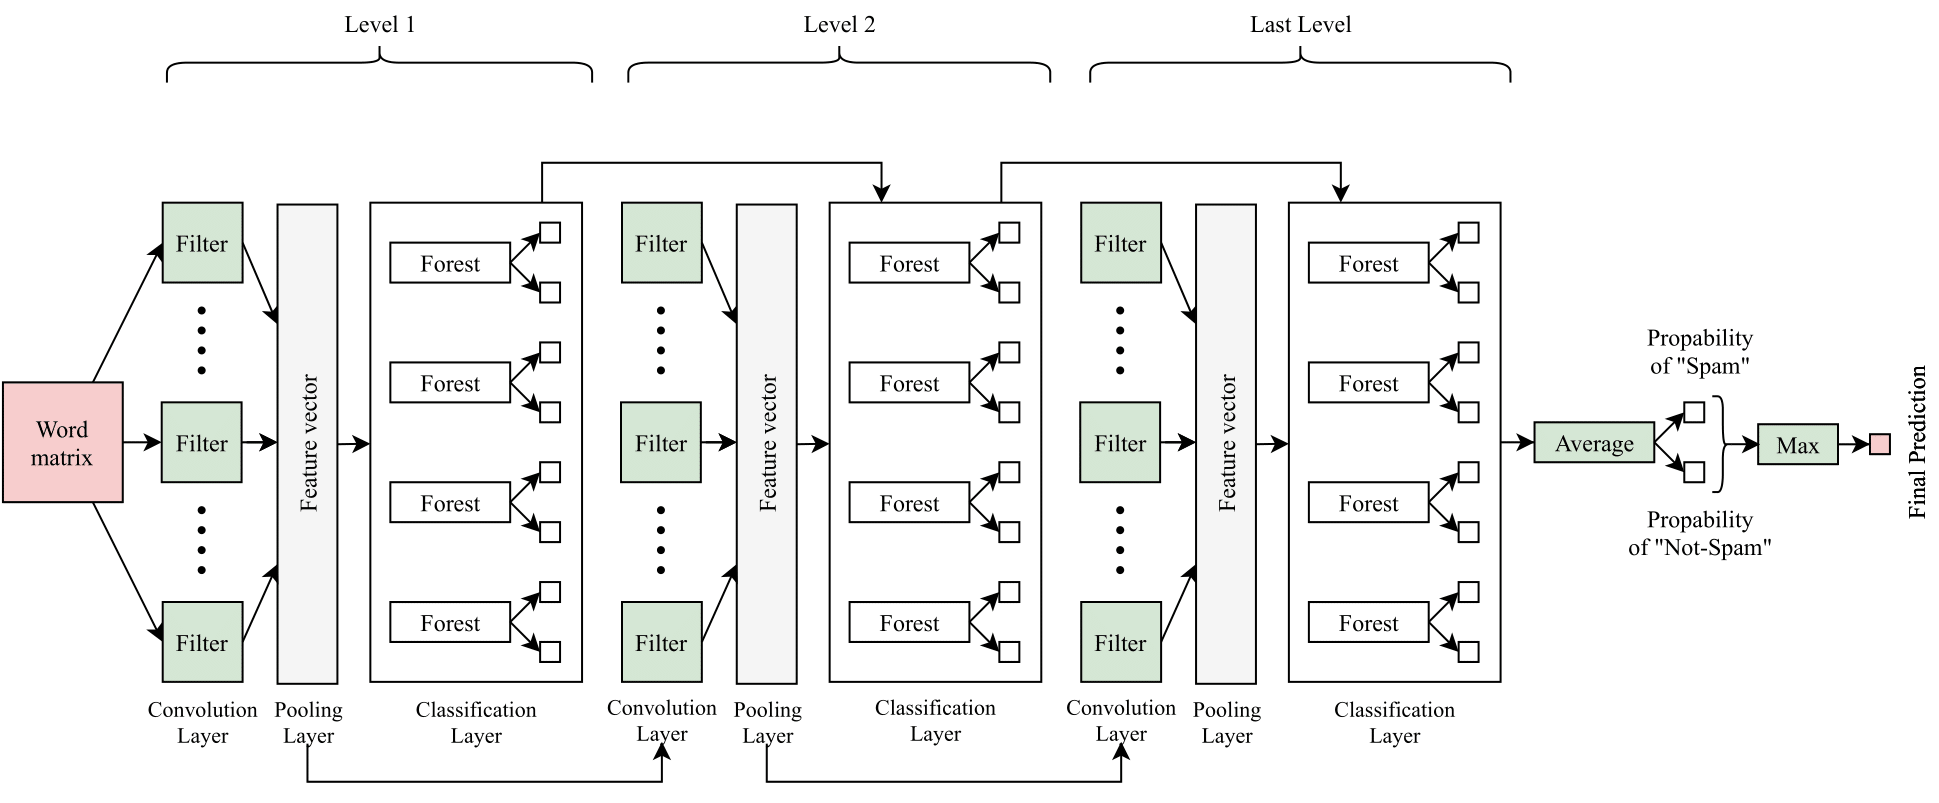 Level 1
Level 2
Last Level
Word
matrix
Filter
Filter
Filter
Feature vector
Forest
Forest
Forest
Forest
Convolution
Layer
Pooling
Layer
Classification
Layer
Filter
Filter
Filter
Feature vector
Forest
Forest
Forest
Forest
Convolution
Layer
Pooling
Layer
Classification
Layer
Filter
Filter
Filter
Feature vector
Forest
Forest
Forest
Forest
Convolution
Layer
Pooling
Layer
Classification
Layer
Average
Propability
of "Spam"
Propability
of "Not-Spam"
Max
Final Prediction